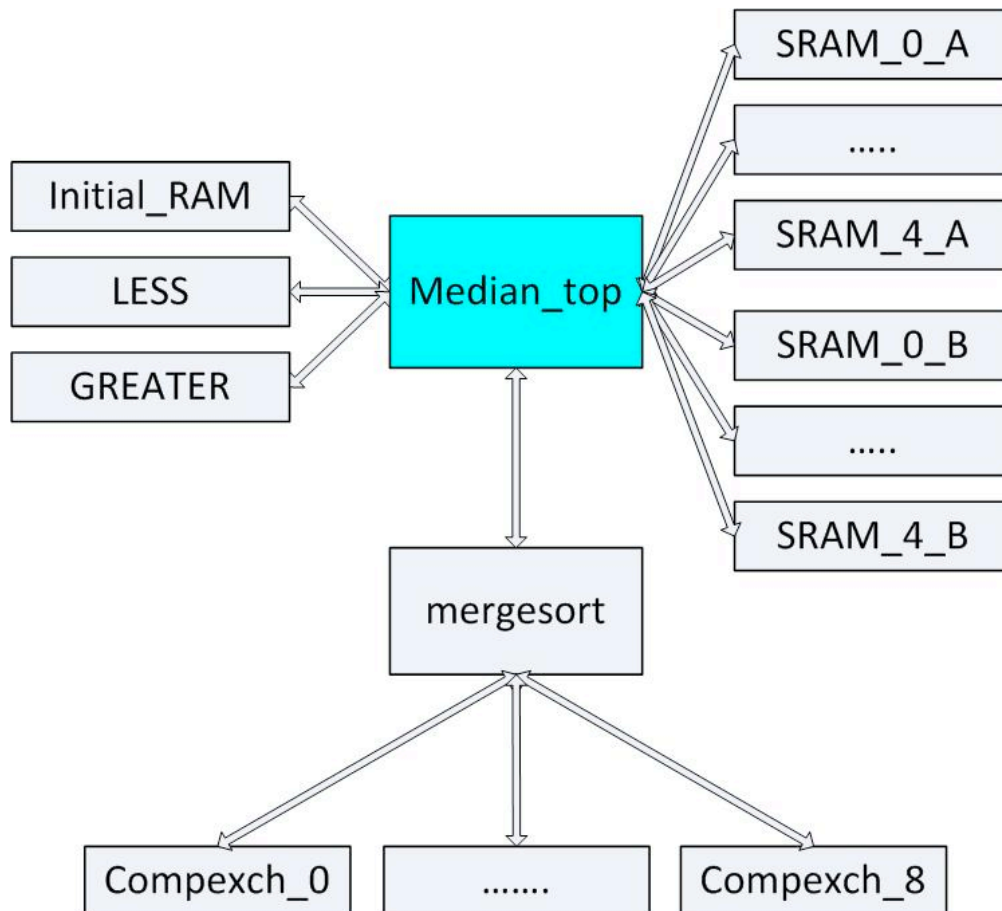 SRAM_0_A
.....
Initial_RAM
SRAM_4_A
LESS
Median_top
SRAM_0_B
GREATER
.....
SRAM_4_B
mergesort
Compexch_0
.......
Compexch_8